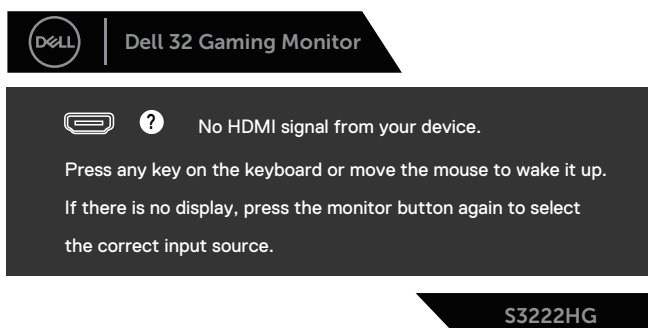 DELL
Dell 32 Gaming Monitor
? No HDMI signal from your device.
Press any key on the keyboard or move the mouse to wake it up.
If there is no display, press the monitor button again to select
the correct input source.
S3222HG